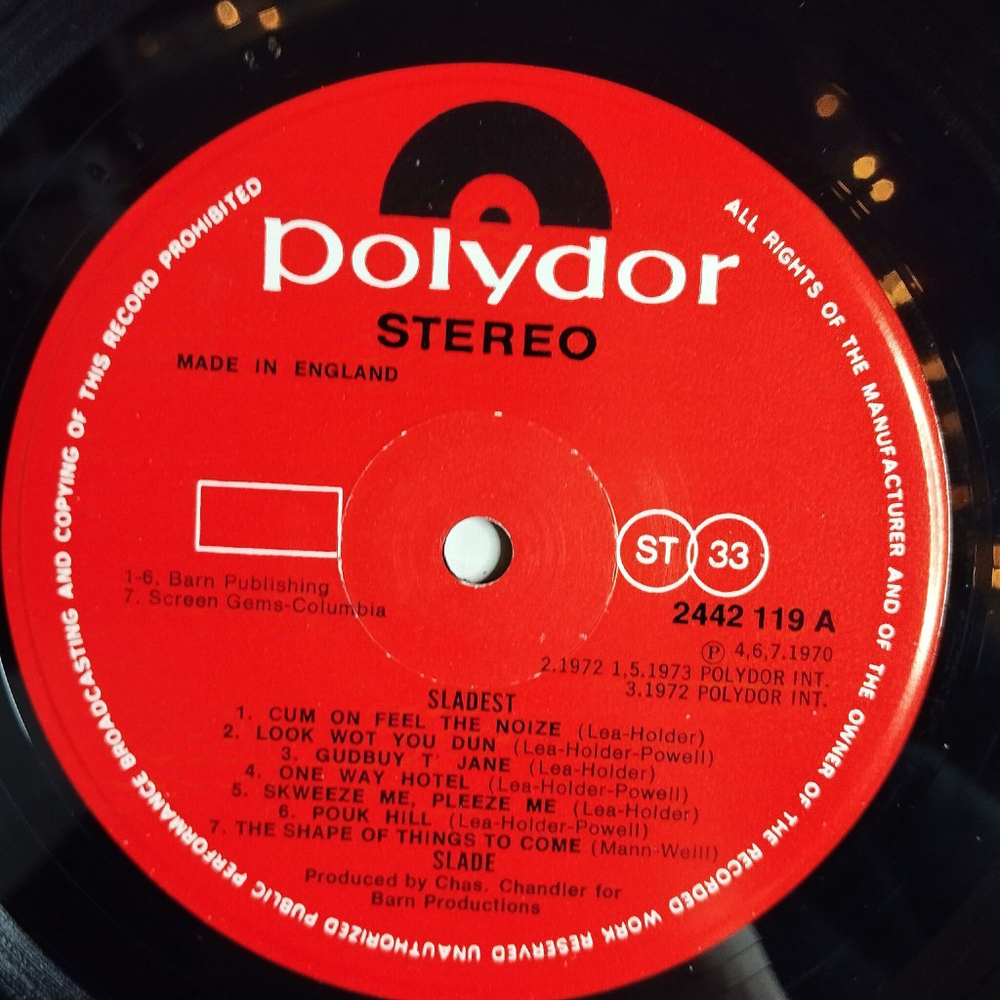 polydor
STEREO
MADE IN ENGLAND
ST 33
1-6. Barn Publishing
7. Screen Gems-Columbia
2442 119 A
Ⓟ 4,6,7.1970
2.1972 1,5.1973 POLYDOR INT.
3.1972 POLYDOR INT.
SLADEST
1. CUM ON FEEL THE NOIZE (Lea-Holder)
2. LOOK WOT YOU DUN (Lea-Holder-Powell)
3. GUDBUY T' JANE (Lea-Holder)
4. ONE WAY HOTEL (Lea-Holder-Powell)
5. SKWEEZE ME, PLEEZE ME (Lea-Holder)
6. POUK HILL (Lea-Holder-Powell)
7. THE SHAPE OF THINGS TO COME (Mann-Weill)
SLADE
Produced by Chas. Chandler for
Barn Productions
ALL RIGHTS OF THE MANUFACTURER AND OF THE OWNER OF THE RECORDED WORK RESERVED UNAUTHORIZED PUBLIC PERFORMANCE BROADCASTING AND COPYING OF THIS RECORD PROHIBITED